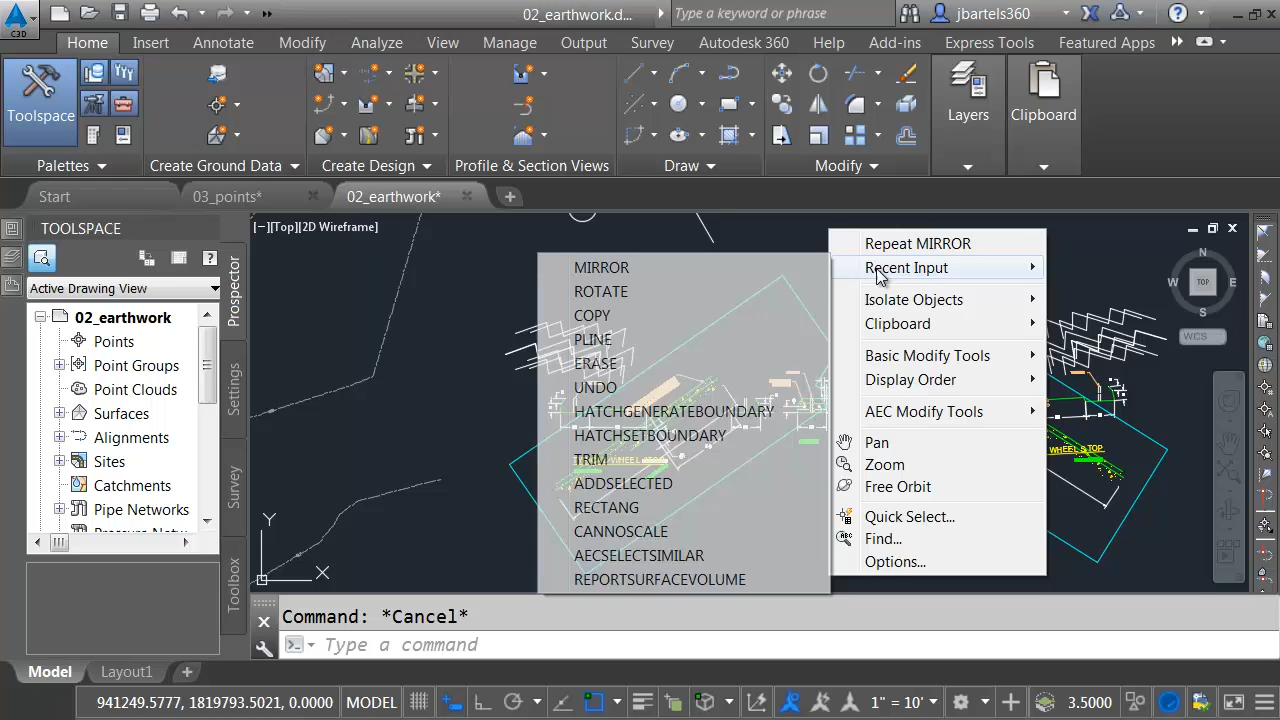 02_earthwork.d...
Type a keyword or phrase
jbartels360
C3D
Home
Insert
Annotate
Modify
Analyze
View
Manage
Output
Survey
Autodesk 360
Help
Add-ins
Express Tools
Featured Apps
Toolspace
Layers
Clipboard
Palettes
Create Ground Data
Create Design
Profile & Section Views
Draw
Modify
Start
03_points*
02_earthwork*
TOOLSPACE
Active Drawing View
02_earthwork
Points
Point Groups
Point Clouds
Surfaces
Alignments
Sites
Catchments
Pipe Networks
Prospector
Settings
Survey
Toolbox
[−][Top][2D Wireframe]
MIRROR
ROTATE
COPY
PLINE
ERASE
UNDO
HATCHGENERATEBOUNDARY
HATCHSETBOUNDARY
TRIM
ADDSELECTED
RECTANG
CANNOSCALE
AECSELECTSIMILAR
REPORTSURFACEVOLUME
Repeat MIRROR
Recent Input
Isolate Objects
Clipboard
Basic Modify Tools
Display Order
AEC Modify Tools
Pan
Zoom
Free Orbit
Quick Select...
Find...
Options...
N
W
TOP
E
S
WCS
WHEEL STOP
WHEEL STOP
Y
X
Command: *Cancel*
Type a command
Model
Layout1
941249.5777, 1819793.5021, 0.0000
MODEL
1" = 10'
3.5000